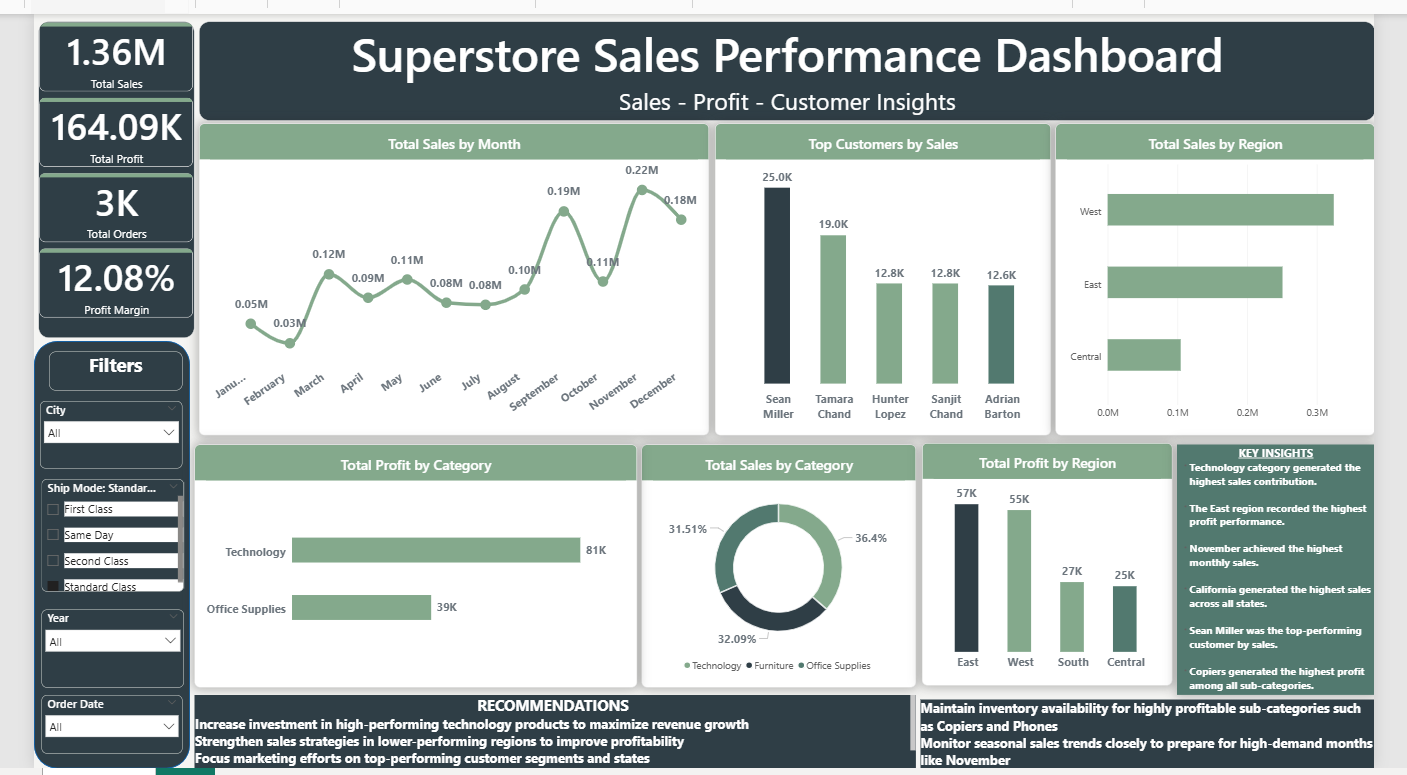 1.36M
Total Sales
164.09K
Total Profit
3K
Total Orders
12.08%
Profit Margin
Superstore Sales Performance Dashboard
Sales - Profit - Customer Insights
Total Sales by Month
0.05M
0.03M
0.12M
0.09M
0.11M
0.08M
0.08M
0.10M
0.19M
0.11M
0.22M
0.18M
Janu...
February
March
April
May
June
July
August
September
October
November
December
Top Customers by Sales
25.0K
19.0K
12.8K
12.8K
12.6K
Sean
Miller
Tamara
Chand
Hunter
Lopez
Sanjit
Chand
Adrian
Barton
Total Sales by Region
West
East
Central
0.0M
0.1M
0.2M
0.3M
Filters
City
All
Ship Mode: Standar...
First Class
Same Day
Second Class
Standard Class
Year
All
Order Date
All
Total Profit by Category
Technology
81K
Office Supplies
39K
Total Sales by Category
31.51%
36.4%
32.09%
Technology
Furniture
Office Supplies
Total Profit by Region
57K
55K
27K
25K
East
West
South
Central
KEY INSIGHTS
Technology category generated the
highest sales contribution.
The East region recorded the highest
profit performance.
November achieved the highest
monthly sales.
California generated the highest sales
across all states.
Sean Miller was the top-performing
customer by sales.
Copiers generated the highest profit
among all sub-categories.
RECOMMENDATIONS
Increase investment in high-performing technology products to maximize revenue growth
Strengthen sales strategies in lower-performing regions to improve profitability
Focus marketing efforts on top-performing customer segments and states
Maintain inventory availability for highly profitable sub-categories such
as Copiers and Phones
Monitor seasonal sales trends closely to prepare for high-demand months
like November